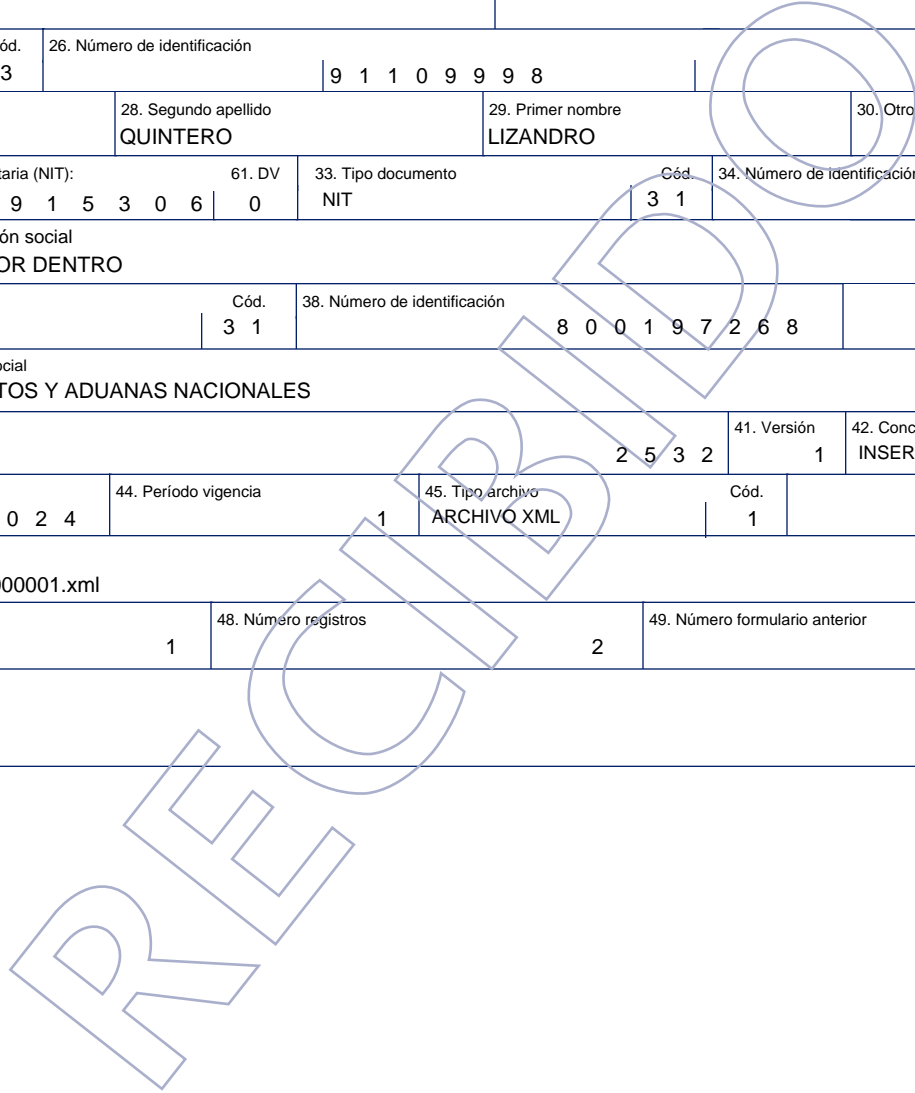 ód. 26. Número de identificación
3 9 1 1 0 9 9 9 8
28. Segundo apellido 29. Primer nombre 30. Otro
QUINTERO LIZANDRO
taria (NIT): 61. DV 33. Tipo documento Cód. 34. Número de identificación
9 1 5 3 0 6 0 NIT 3 1
ón social
OR DENTRO
Cód. 38. Número de identificación
3 1 8 0 0 1 9 7 2 6 8
ocial
TOS Y ADUANAS NACIONALES
41. Versión 42. Conc
2 5 3 2 1 INSER
44. Período vigencia 45. Tipo archivo Cód.
0 2 4 1 ARCHIVO XML 1
000001.xml
48. Número registros 49. Número formulario anterior
1 2
RECIBIDO